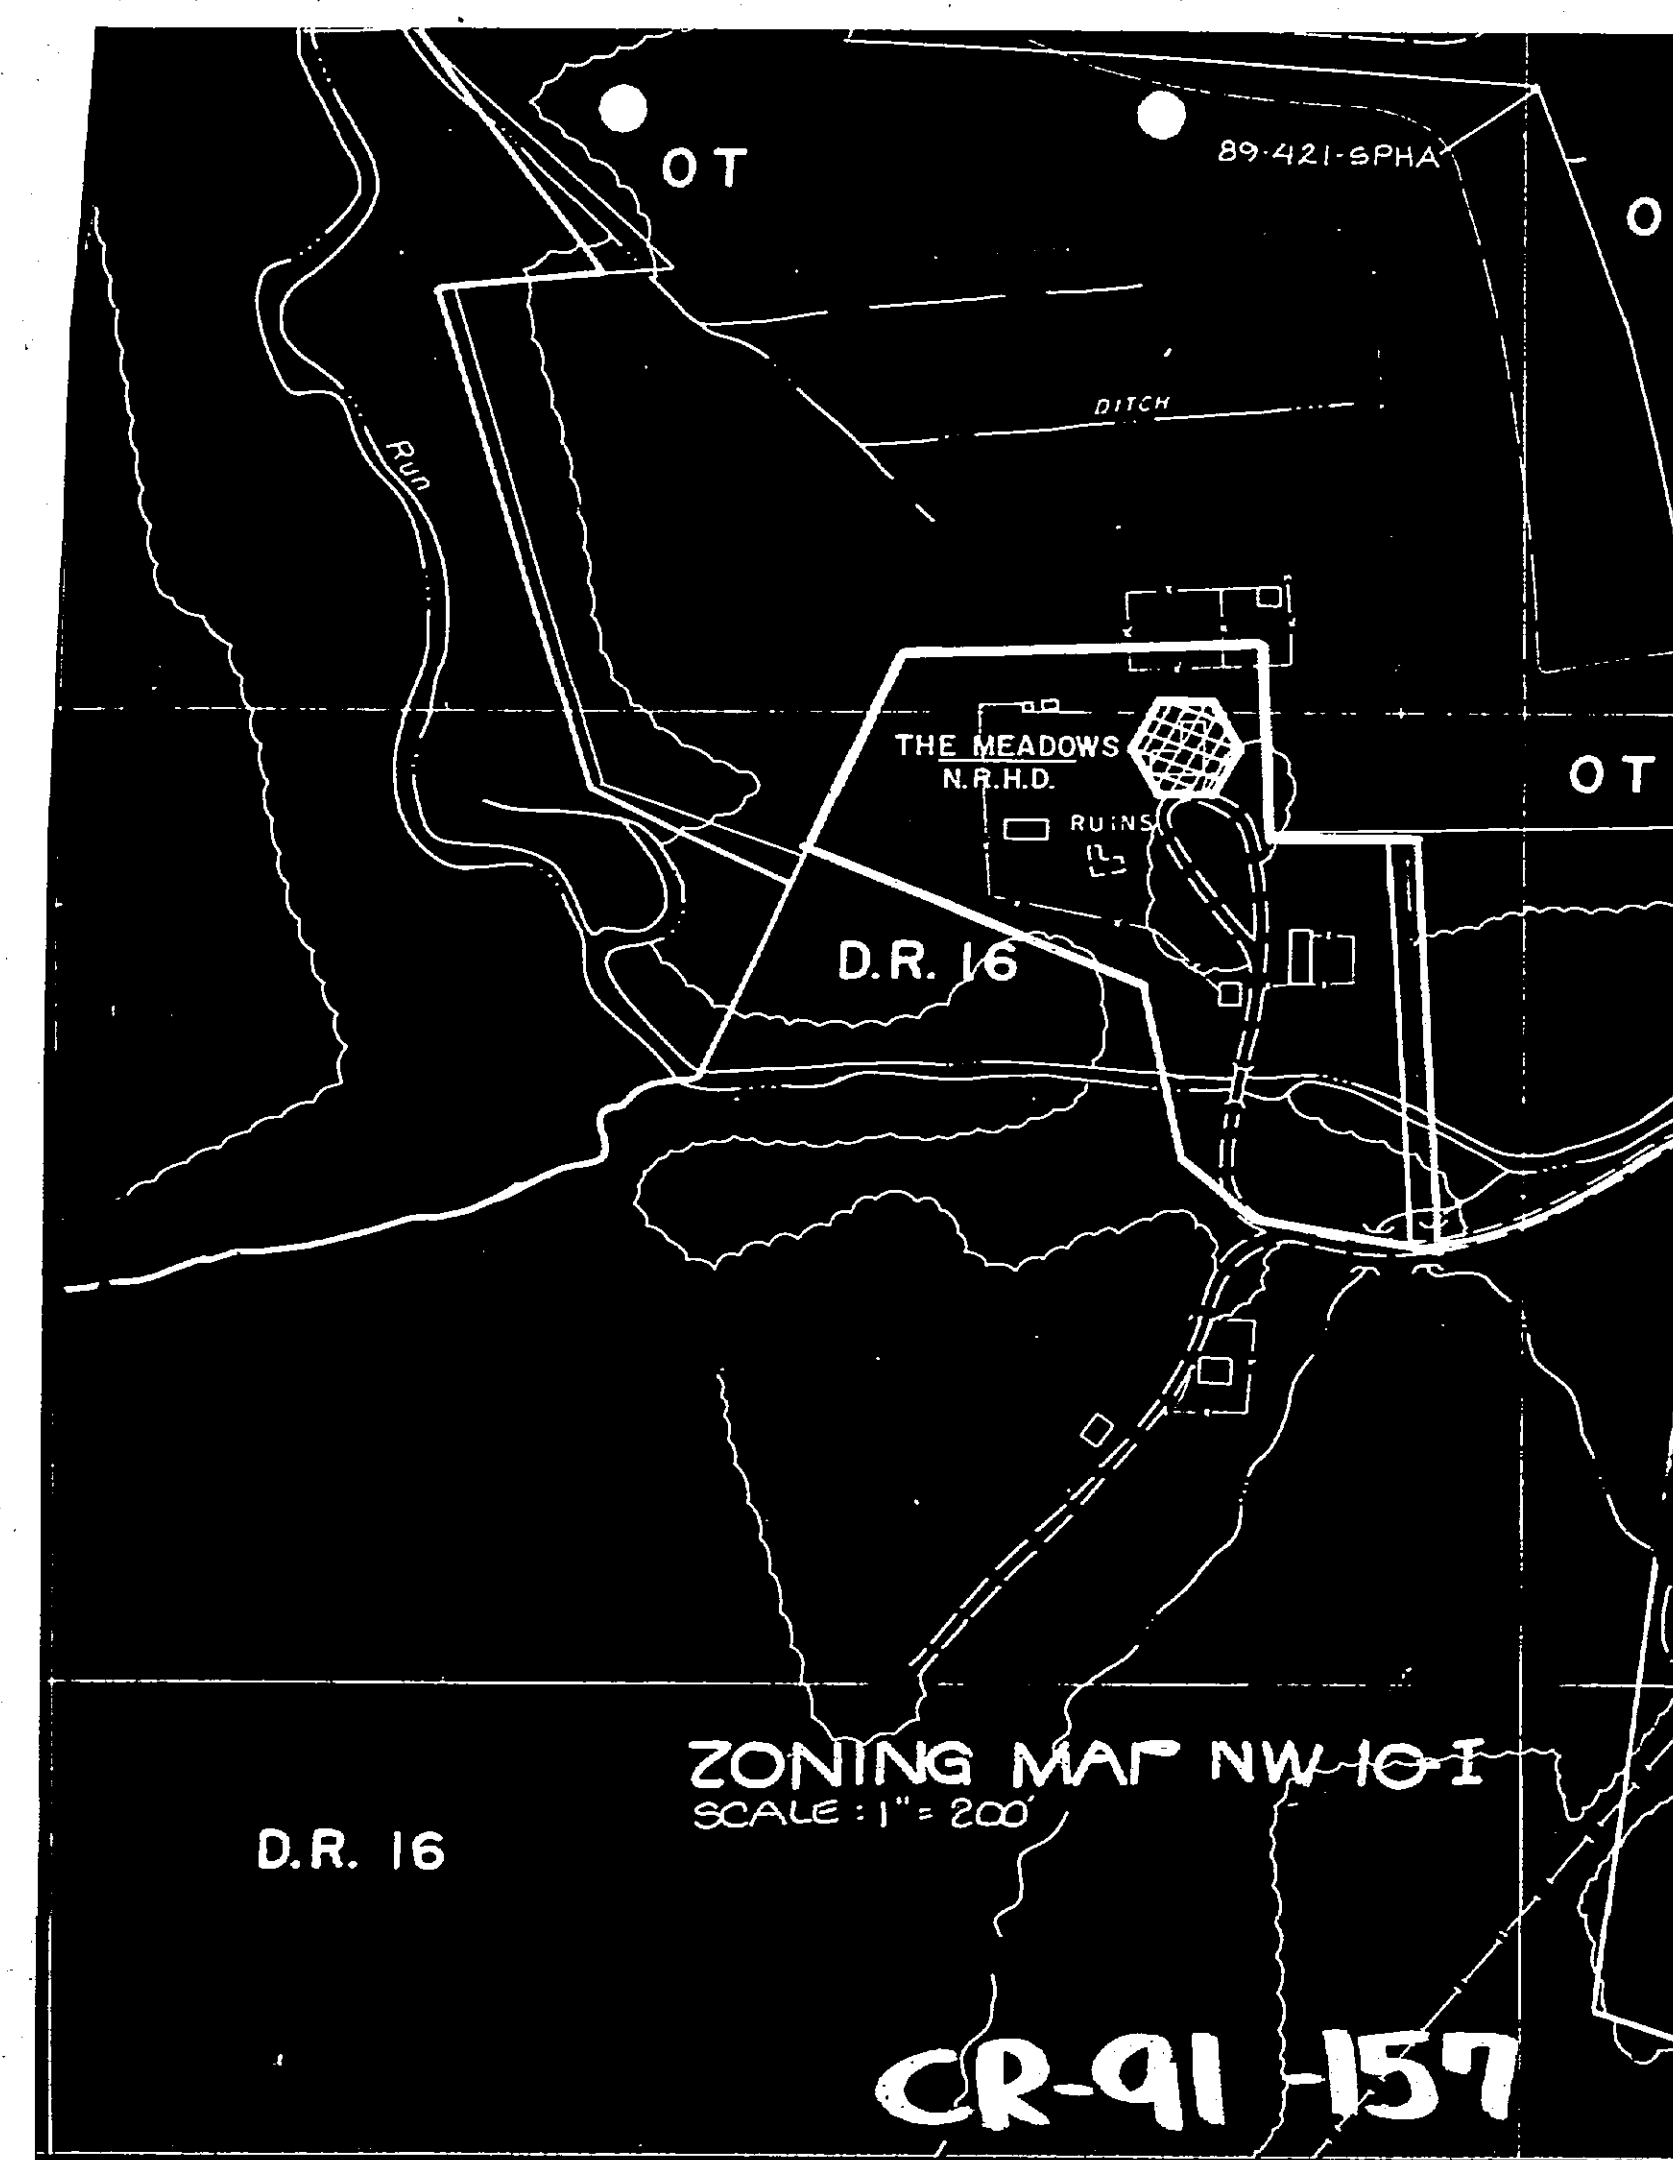 OT
89-421-SPHA
O
DITCH
Run
THE MEADOWS
N.R.H.D.
OT
RUINS
D.R. 16
ZONING MAP NW 10-I
SCALE : 1" = 200'
D.R. 16
CR-91-157